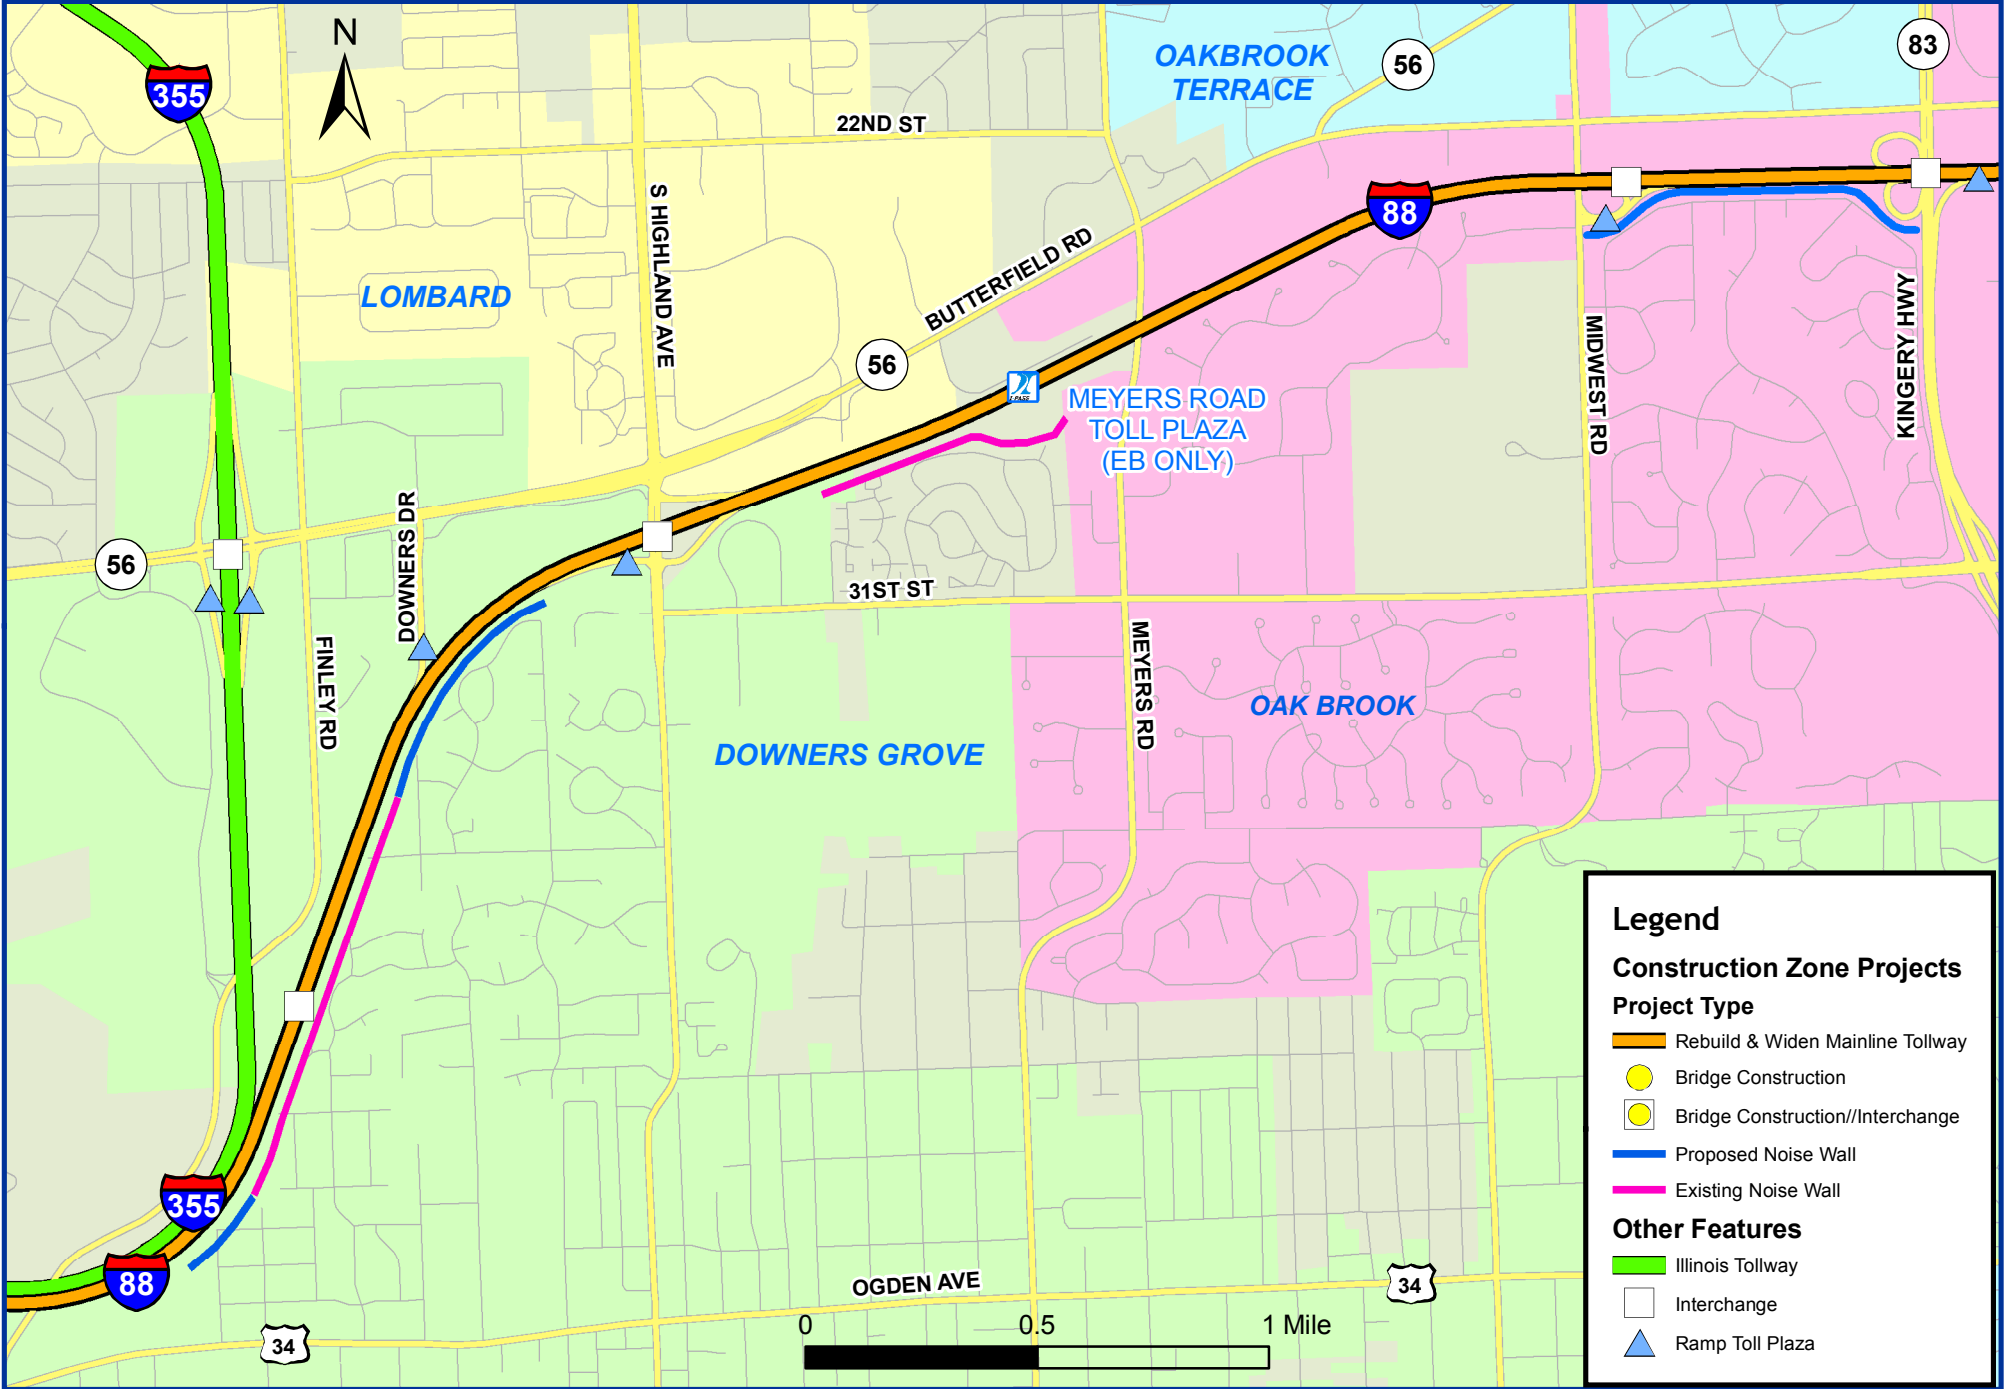 N
355
OAKBROOK
TERRACE
56
83
22ND ST
S HIGHLAND AVE
88
LOMBARD
BUTTERFIELD RD
56
I-PASS
MEYERS ROAD
TOLL PLAZA
(EB ONLY)
MIDWEST RD
KINGERY HWY
56
DOWNERS DR
31ST ST
FINLEY RD
MEYERS RD
OAK BROOK
DOWNERS GROVE
355
88
34
OGDEN AVE
34
0
0.5
1 Mile
Legend
Construction Zone Projects
Project Type
Rebuild & Widen Mainline Tollway
Bridge Construction
Bridge Construction//Interchange
Proposed Noise Wall
Existing Noise Wall
Other Features
Illinois Tollway
Interchange
Ramp Toll Plaza